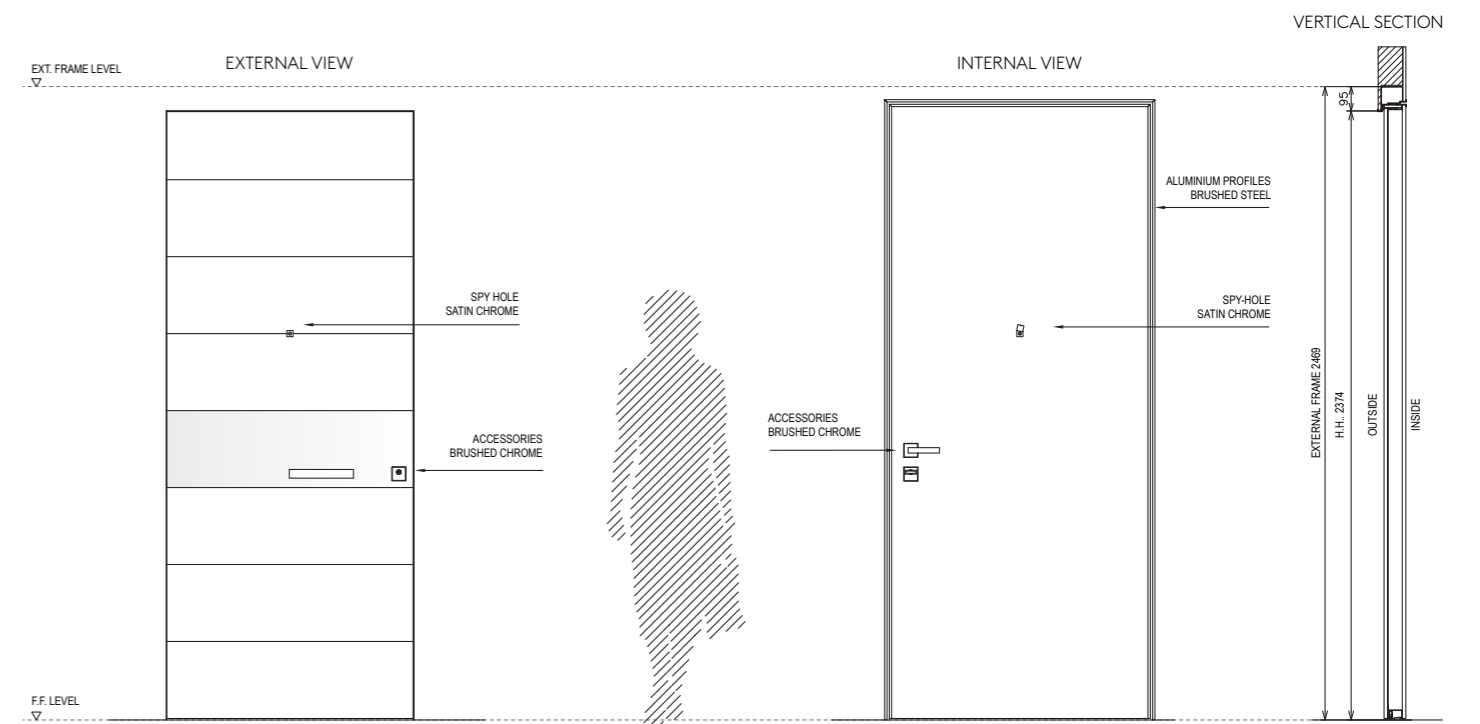 VERTICAL SECTION
EXT. FRAME LEVEL
EXTERNAL VIEW
INTERNAL VIEW
95
ALUMINIUM PROFILES
BRUSHED STEEL
SPY HOLE
SATIN CHROME
SPY-HOLE
SATIN CHROME
ACCESSORIES
BRUSHED CHROME
ACCESSORIES
BRUSHED CHROME
EXTERNAL FRAME 2469
H.H.. 2374
OUTSIDE
INSIDE
F.F. LEVEL